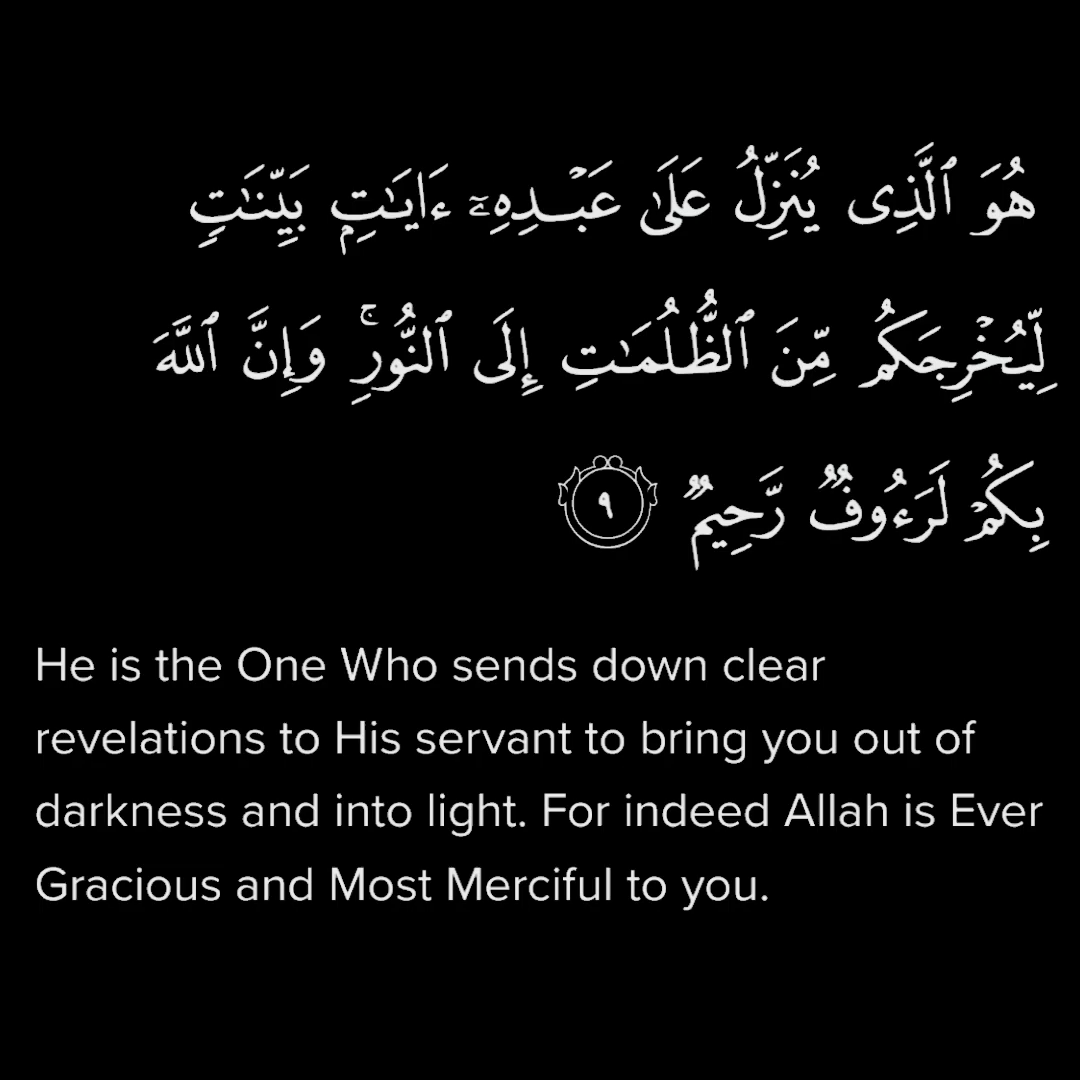 هُوَ ٱلَّذِى يُنَزِّلُ عَلَىٰ عَبْدِهِۦٓ ءَايَـٰتٍۭ بَيِّنَـٰتٍ
لِّيُخْرِجَكُم مِّنَ ٱلظُّلُمَـٰتِ إِلَى ٱلنُّورِ ۚ وَإِنَّ ٱللَّهَ
بِكُمْ لَرَءُوفٌ رَّحِيمٌ ٩
He is the One Who sends down clear
revelations to His servant to bring you out of
darkness and into light. For indeed Allah is Ever
Gracious and Most Merciful to you.